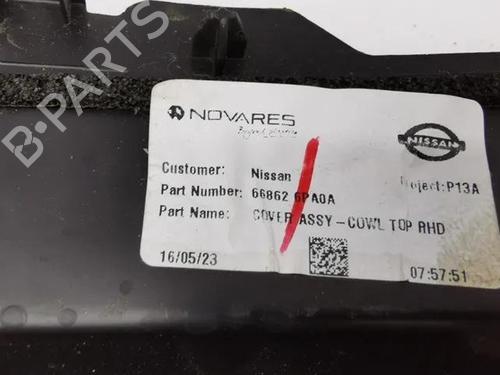 B-PARTS
NOVARES
NISSAN
Customer: Nissan
Project: P13A
Part Number: 66862 6PA0A
Part Name: COVER ASSY-COWL TOP RHD
16/05/23
07:57:51